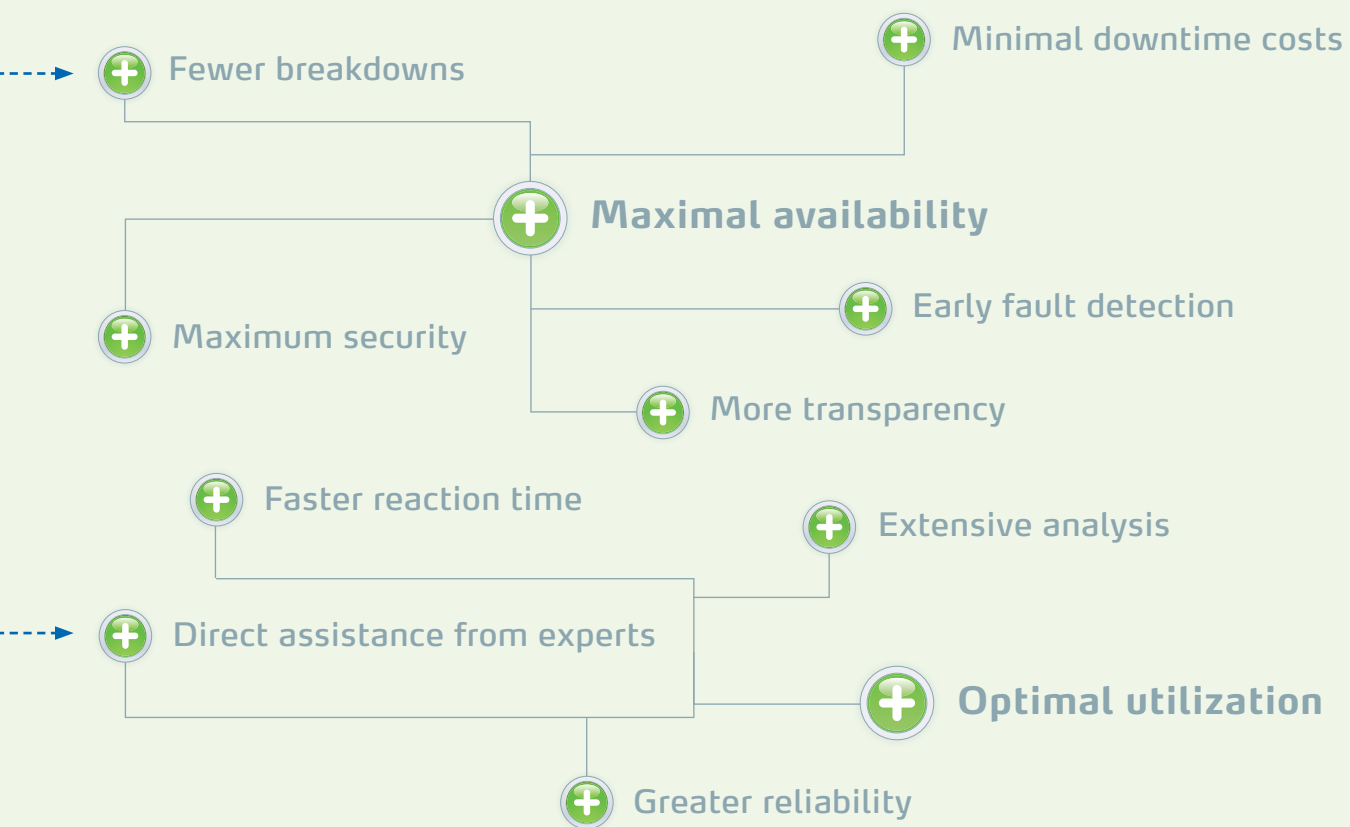 Minimal downtime costs
Fewer breakdowns
Maximal availability
Early fault detection
Maximum security
More transparency
Faster reaction time
Extensive analysis
Direct assistance from experts
Optimal utilization
Greater reliability